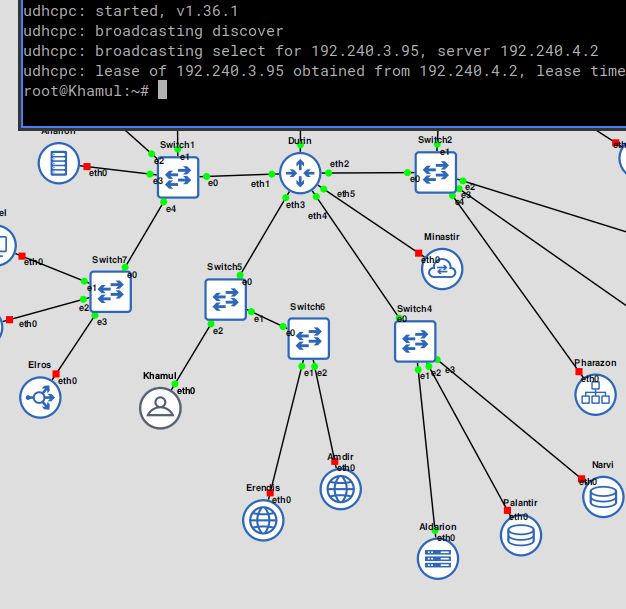 udhcpc: started, v1.36.1
udhcpc: broadcasting discover
udhcpc: broadcasting select for 192.240.3.95, server 192.240.4.2
udhcpc: lease of 192.240.3.95 obtained from 192.240.4.2, lease time
root@Khamul:~#
Switch1
Durin
Switch2
e2
e1
e1
eth0
e3
e0
eth1
eth2
e0
e2
e3
e4
e4
eth3
eth4
eth5
Minastir
eth0
el
eth0
Switch7
e0
e1
e2
e3
eth0
Switch5
e0
e1
e2
Switch6
e0
e1
e2
Switch4
e0
e1
e2
e3
Elros
eth0
Khamul
eth0
Pharazon
eth0
Amdir
eth0
Erendis
eth0
Narvi
eth0
Palantir
eth0
Aldarion
eth0